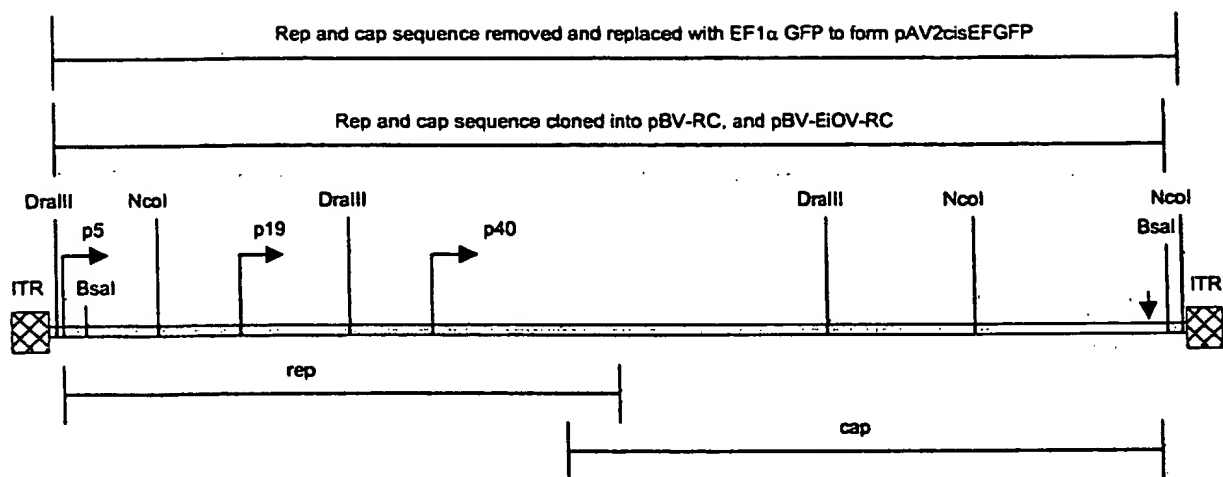 Rep and cap sequence removed and replaced with EF1α GFP to form pAV2cisEFGFP
Rep and cap sequence cloned into pBV-RC, and pBV-EiOV-RC
DraIII
NcoI
DraIII
DraIII
NcoI
NcoI
p5
p19
p40
BsaI
ITR
BsaI
ITR
rep
cap